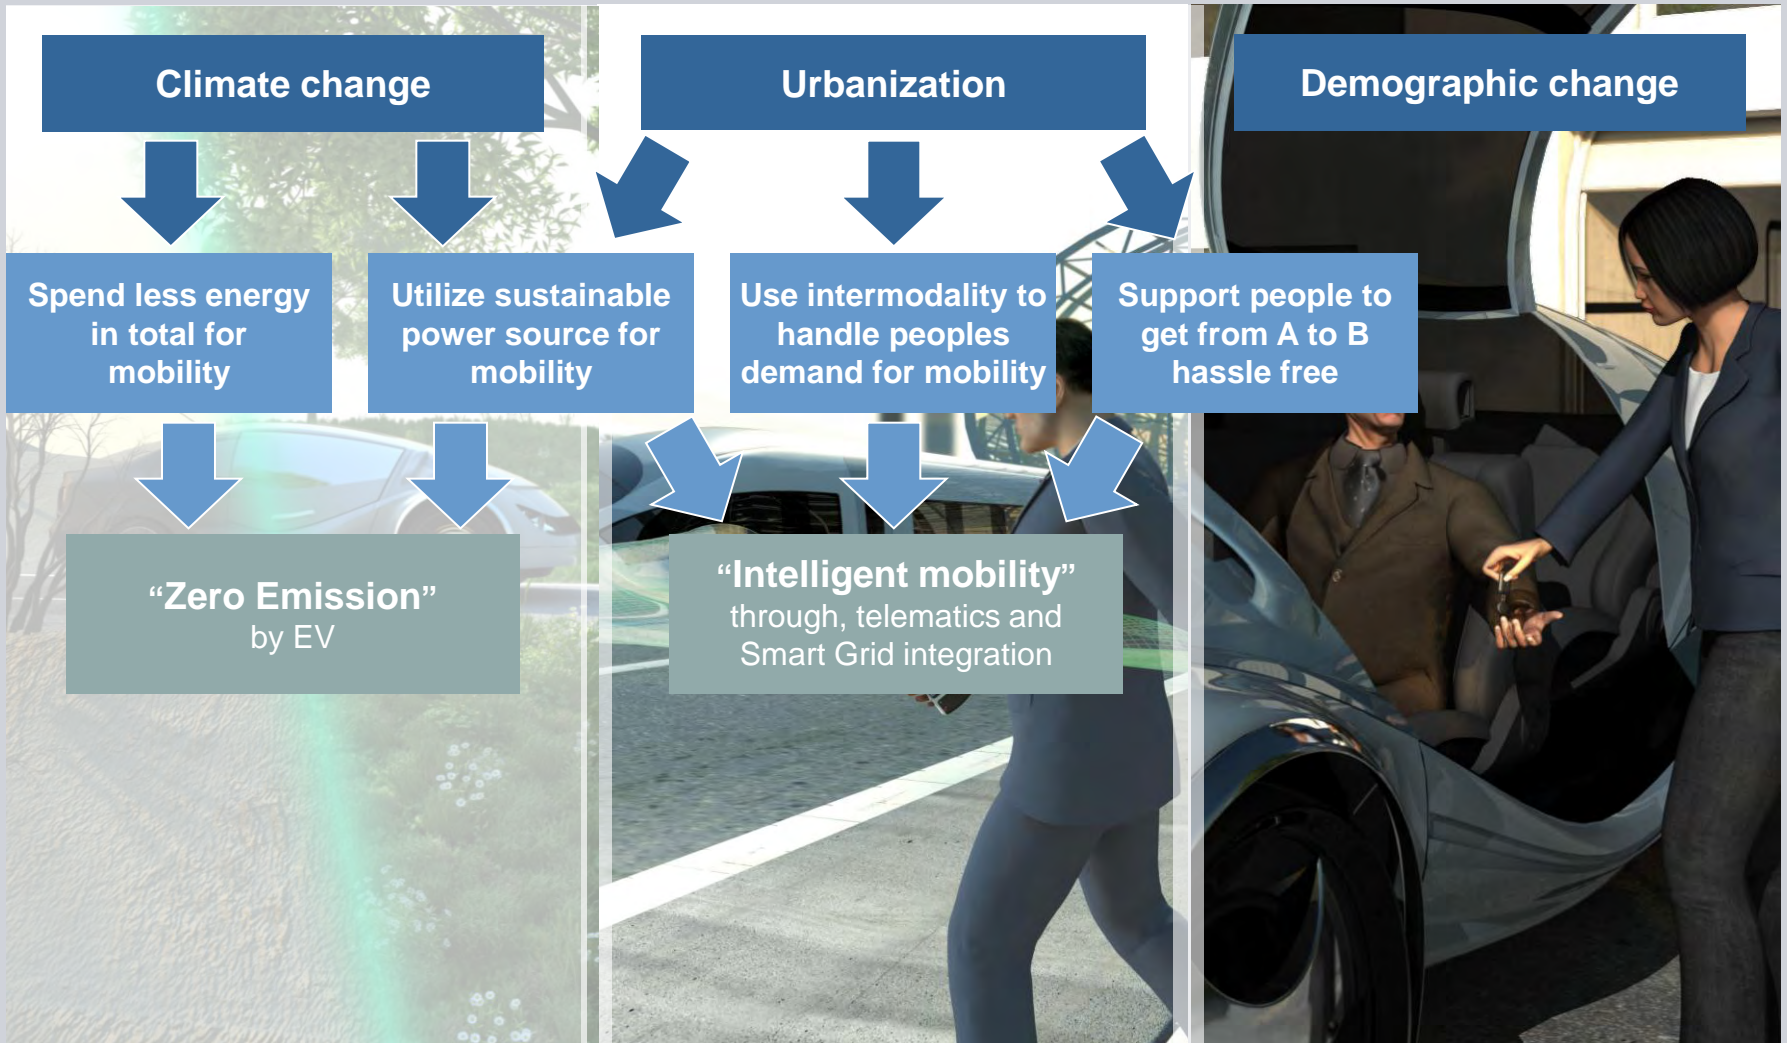 Climate change
Urbanization
Demographic change
Spend less energy
in total for
mobility
Utilize sustainable
power source for
mobility
Use intermodality to
handle peoples
demand for mobility
Support people to
get from A to B
hassle free
“Zero Emission”
by EV
“Intelligent mobility”
through, telematics and
Smart Grid integration